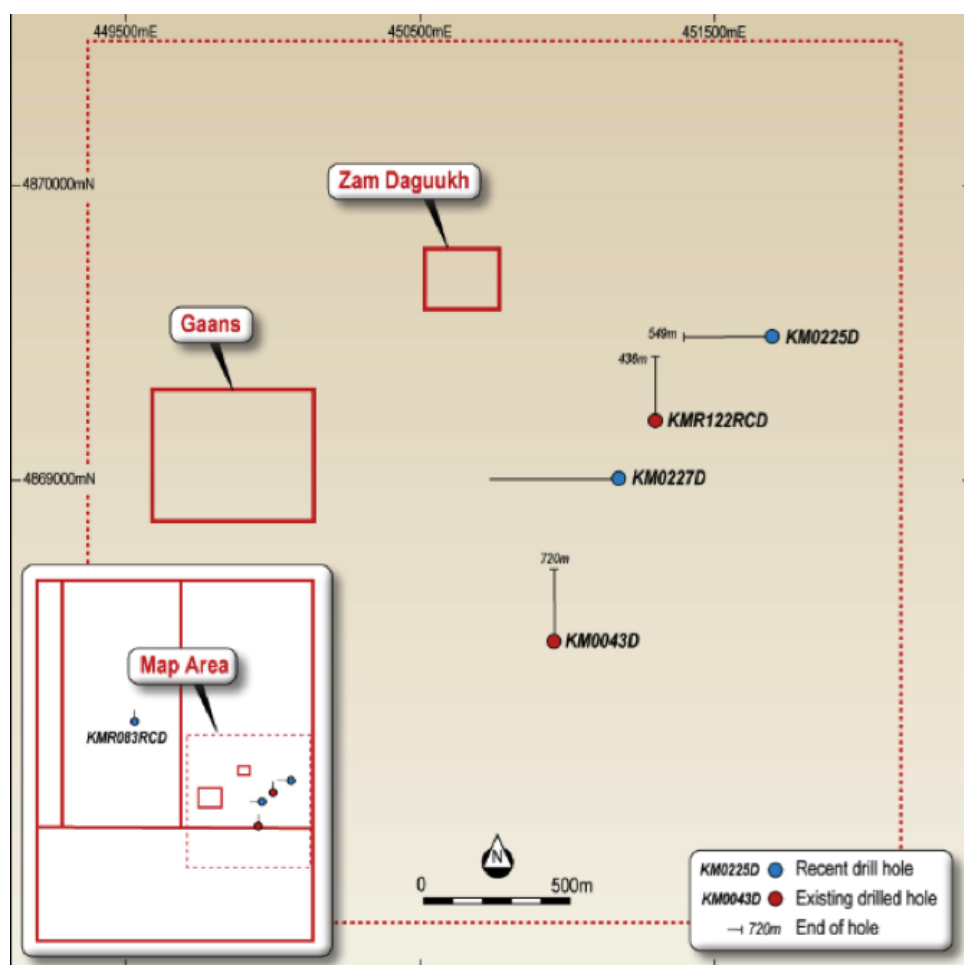 449500mE
450500mE
451500mE
4870000mN
Zam Daguukh
Gaans
549m
KM0225D
436m
KMR122RCD
4869000mN
KM0227D
720m
KM0043D
Map Area
KMR083RCD
N
0
500m
KM0225D Recent drill hole
KM0043D Existing drilled hole
720m End of hole